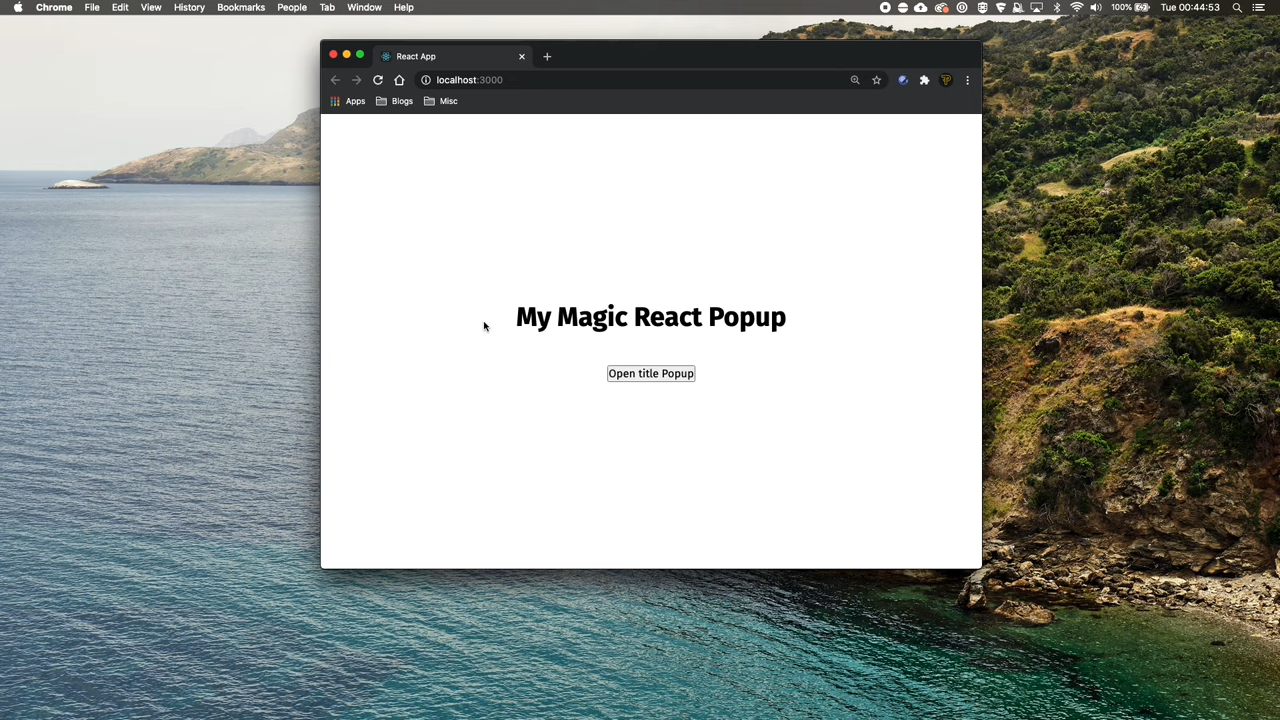 Chrome File Edit View History Bookmarks People Tab Window Help 100% Tue 00:44:53
React App
localhost:3000
Apps Blogs Misc
My Magic React Popup
Open title Popup